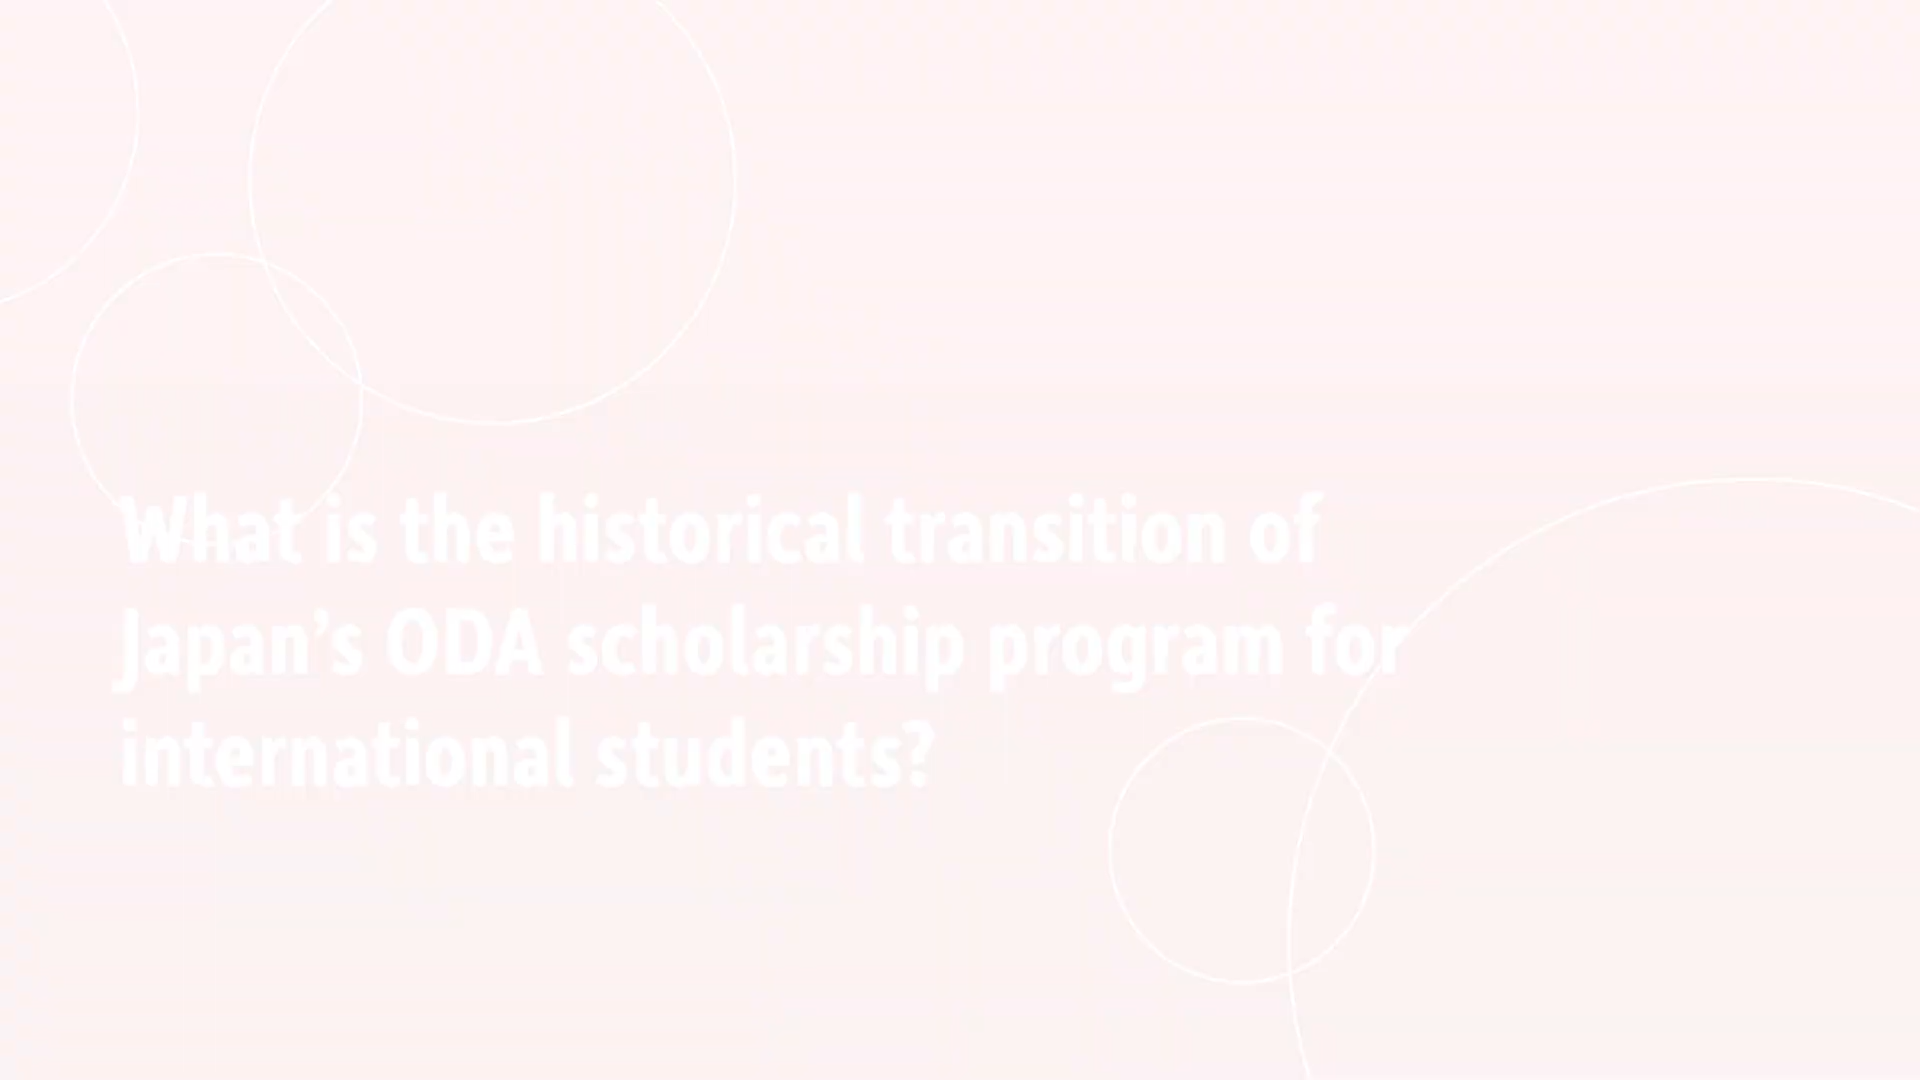 What is the historical transition of
Japan’s ODA scholarship program for
international students?